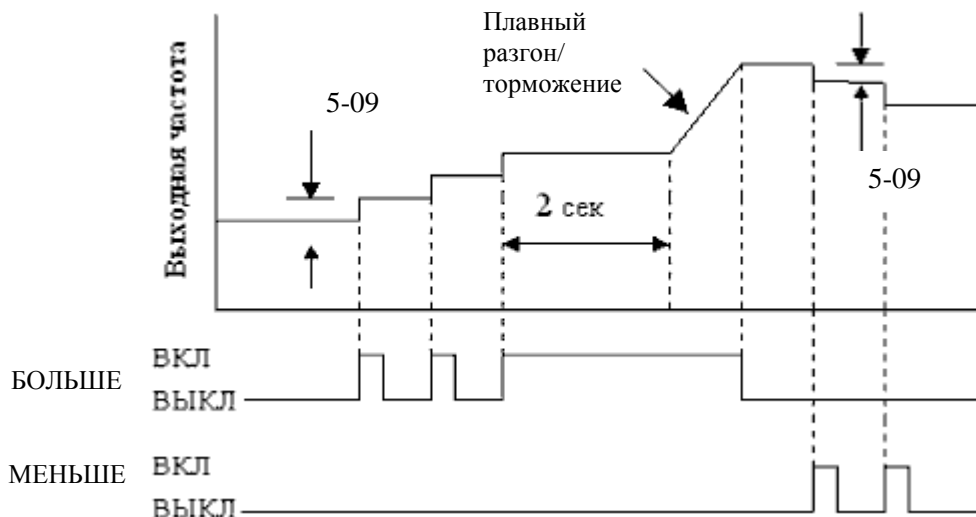 Плавный
разгон/
торможение
5-09
Выходная частота
5-09
2 сек
ВКЛ
БОЛЬШЕ
ВЫКЛ
ВКЛ
МЕНЬШЕ
ВЫКЛ